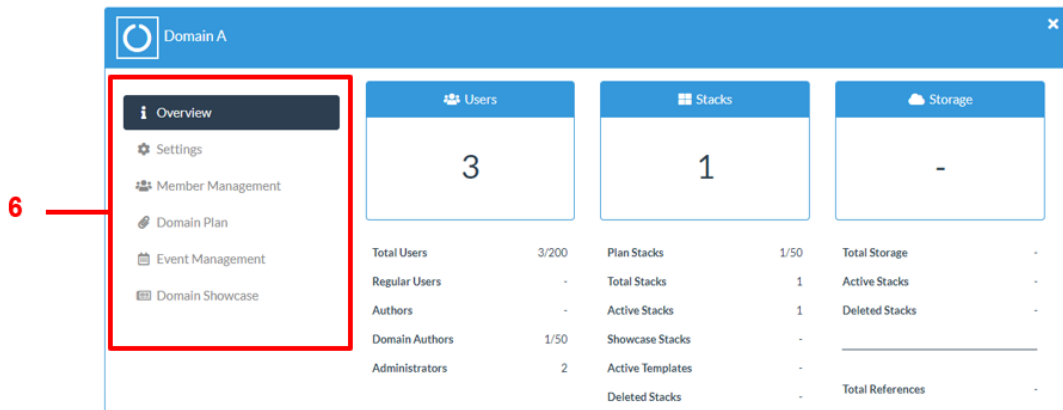 Domain A
×
6
Overview
Settings
Member Management
Domain Plan
Event Management
Domain Showcase
Users
3
Total Users 3/200
Regular Users -
Authors -
Domain Authors 1/50
Administrators 2
Stacks
1
Plan Stacks 1/50
Total Stacks 1
Active Stacks 1
Showcase Stacks -
Active Templates -
Deleted Stacks -
Storage
-
Total Storage -
Active Stacks -
Deleted Stacks -
Total References -